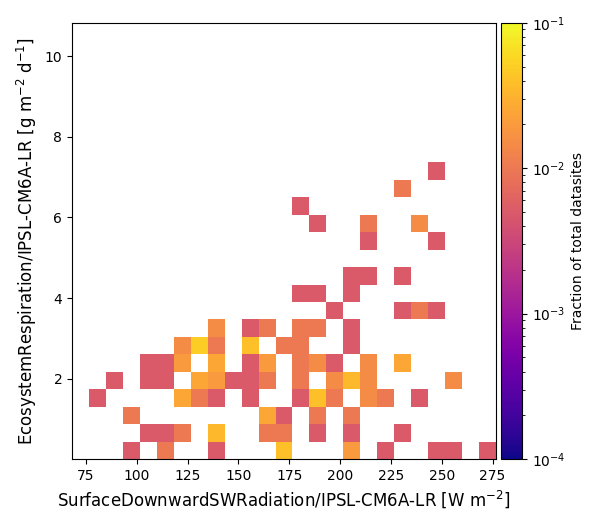 10
8
6
4
2
75 100 125 150 175 200 225 250 275
EcosystemRespiration/IPSL-CM6A-LR [g m⁻² d⁻¹]
SurfaceDownwardSWRadiation/IPSL-CM6A-LR [W m⁻²]
10⁻¹
10⁻²
10⁻³
10⁻⁴
Fraction of total datasites